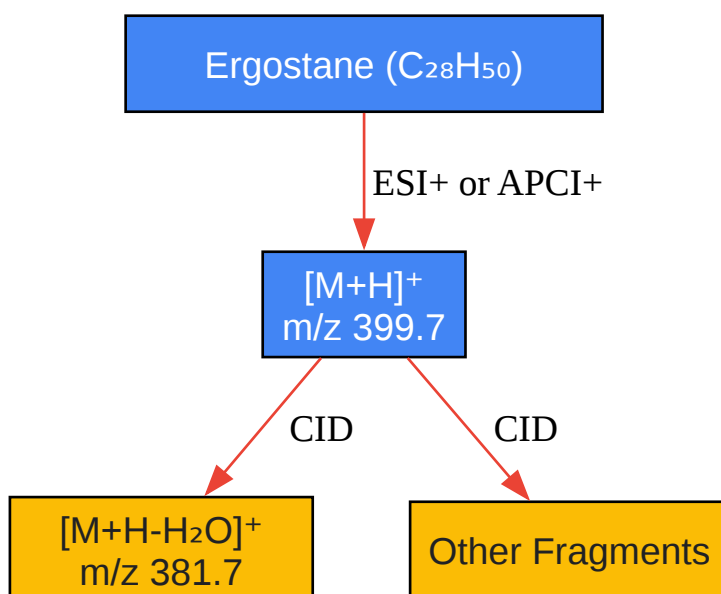 Ergostane (C₂₈H₅₀)
ESI+ or APCI+
[M+H]⁺
m/z 399.7
CID
CID
[M+H-H₂O]⁺
m/z 381.7
Other Fragments